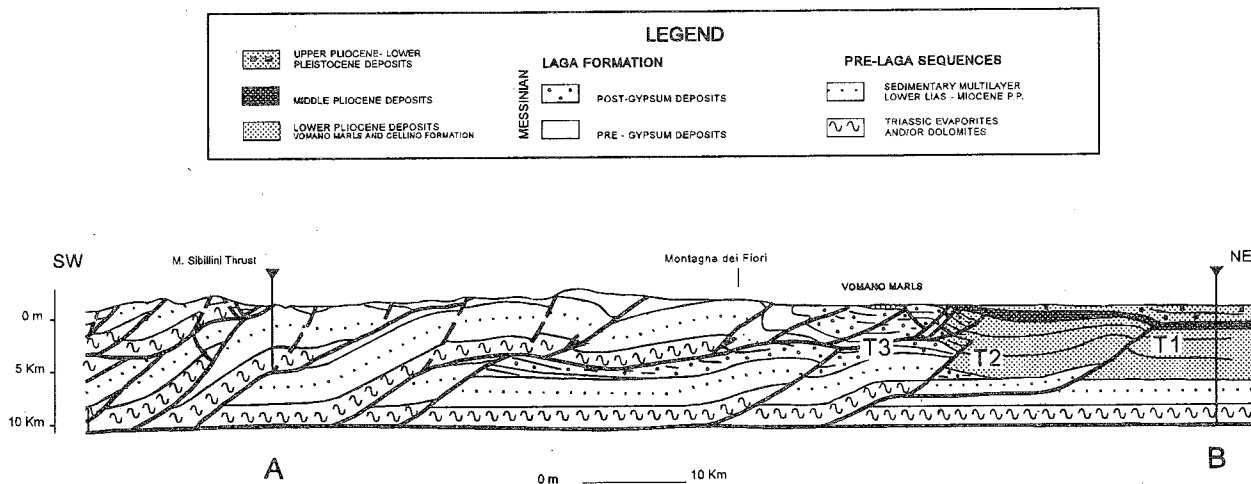 LEGEND
UPPER PLIOCENE- LOWER
PLEISTOCENE DEPOSITS
MIDDLE PLIOCENE DEPOSITS
LOWER PLIOCENE DEPOSITS
VOMANO MARLS AND CELLINO FORMATION
MESSINIAN
LAGA FORMATION
POST-GYPSUM DEPOSITS
PRE - GYPSUM DEPOSITS
PRE-LAGA SEQUENCES
SEDIMENTARY MULTILAYER
LOWER LIAS - MIOCENE P.P.
TRIASSIC EVAPORITES
AND/OR DOLOMITES
SW
M. Sibillini Thrust
Montagna dei Fiori
VOMANO MARLS
NE
0 m
5 Km
10 Km
T3
T2
T1
A
B
0 m
10 Km